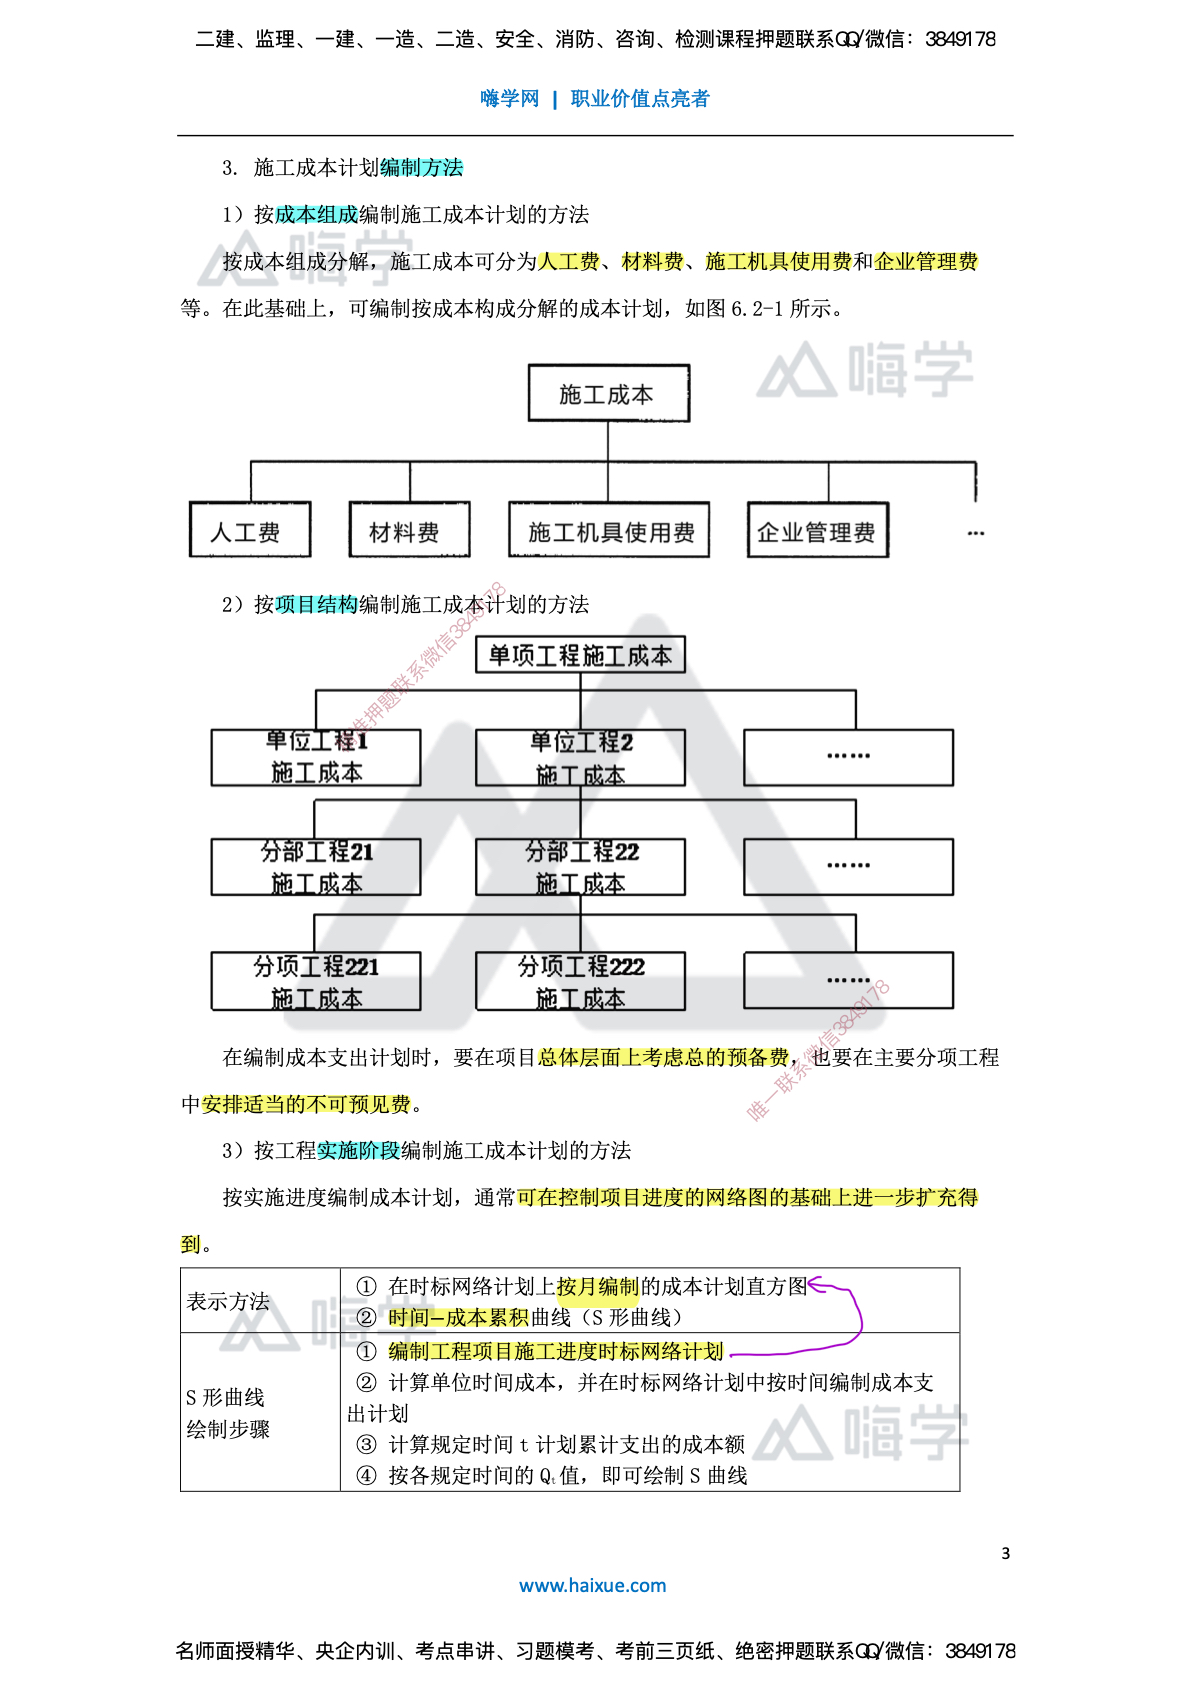 二建、监理、一建、一造、二造、安全、消防、咨询、检测课程押题联系QQ/微信：3849178
嗨学网 | 职业价值点亮者
3. 施工成本计划编制方法
1）按成本组成编制施工成本计划的方法
嗨学
按成本组成分解，施工成本可分为人工费、材料费、施工机具使用费和企业管理费
等。在此基础上，可编制按成本构成分解的成本计划，如图 6.2-1 所示。
嗨学
施工成本
人工费 材料费 施工机具使用费 企业管理费 …
2）按项目结构编制施工成本计划的方法
单项工程施工成本
单位工程1 单位工程2 ……
施工成本 施工成本
分部工程21 分部工程22 ……
施工成本 施工成本
分项工程221 分项工程222 ……
施工成本 施工成本
精准押题联系微信3849178
在编制成本支出计划时，要在项目总体层面上考虑总的预备费，也要在主要分项工程
中安排适当的不可预见费。
唯一联系微信3849178
3）按工程实施阶段编制施工成本计划的方法
按实施进度编制成本计划，通常可在控制项目进度的网络图的基础上进一步扩充得
到。
表示方法
① 在时标网络计划上按月编制的成本计划直方图
② 时间—成本累积曲线（S 形曲线）
嗨学
S 形曲线
绘制步骤
① 编制工程项目施工进度时标网络计划
② 计算单位时间成本，并在时标网络计划中按时间编制成本支
出计划
③ 计算规定时间 t 计划累计支出的成本额
④ 按各规定时间的 Qt 值，即可绘制 S 曲线
嗨学
3
www.haixue.com
名师面授精华、央企内训、考点串讲、习题模考、考前三页纸、绝密押题联系QQ/微信：3849178